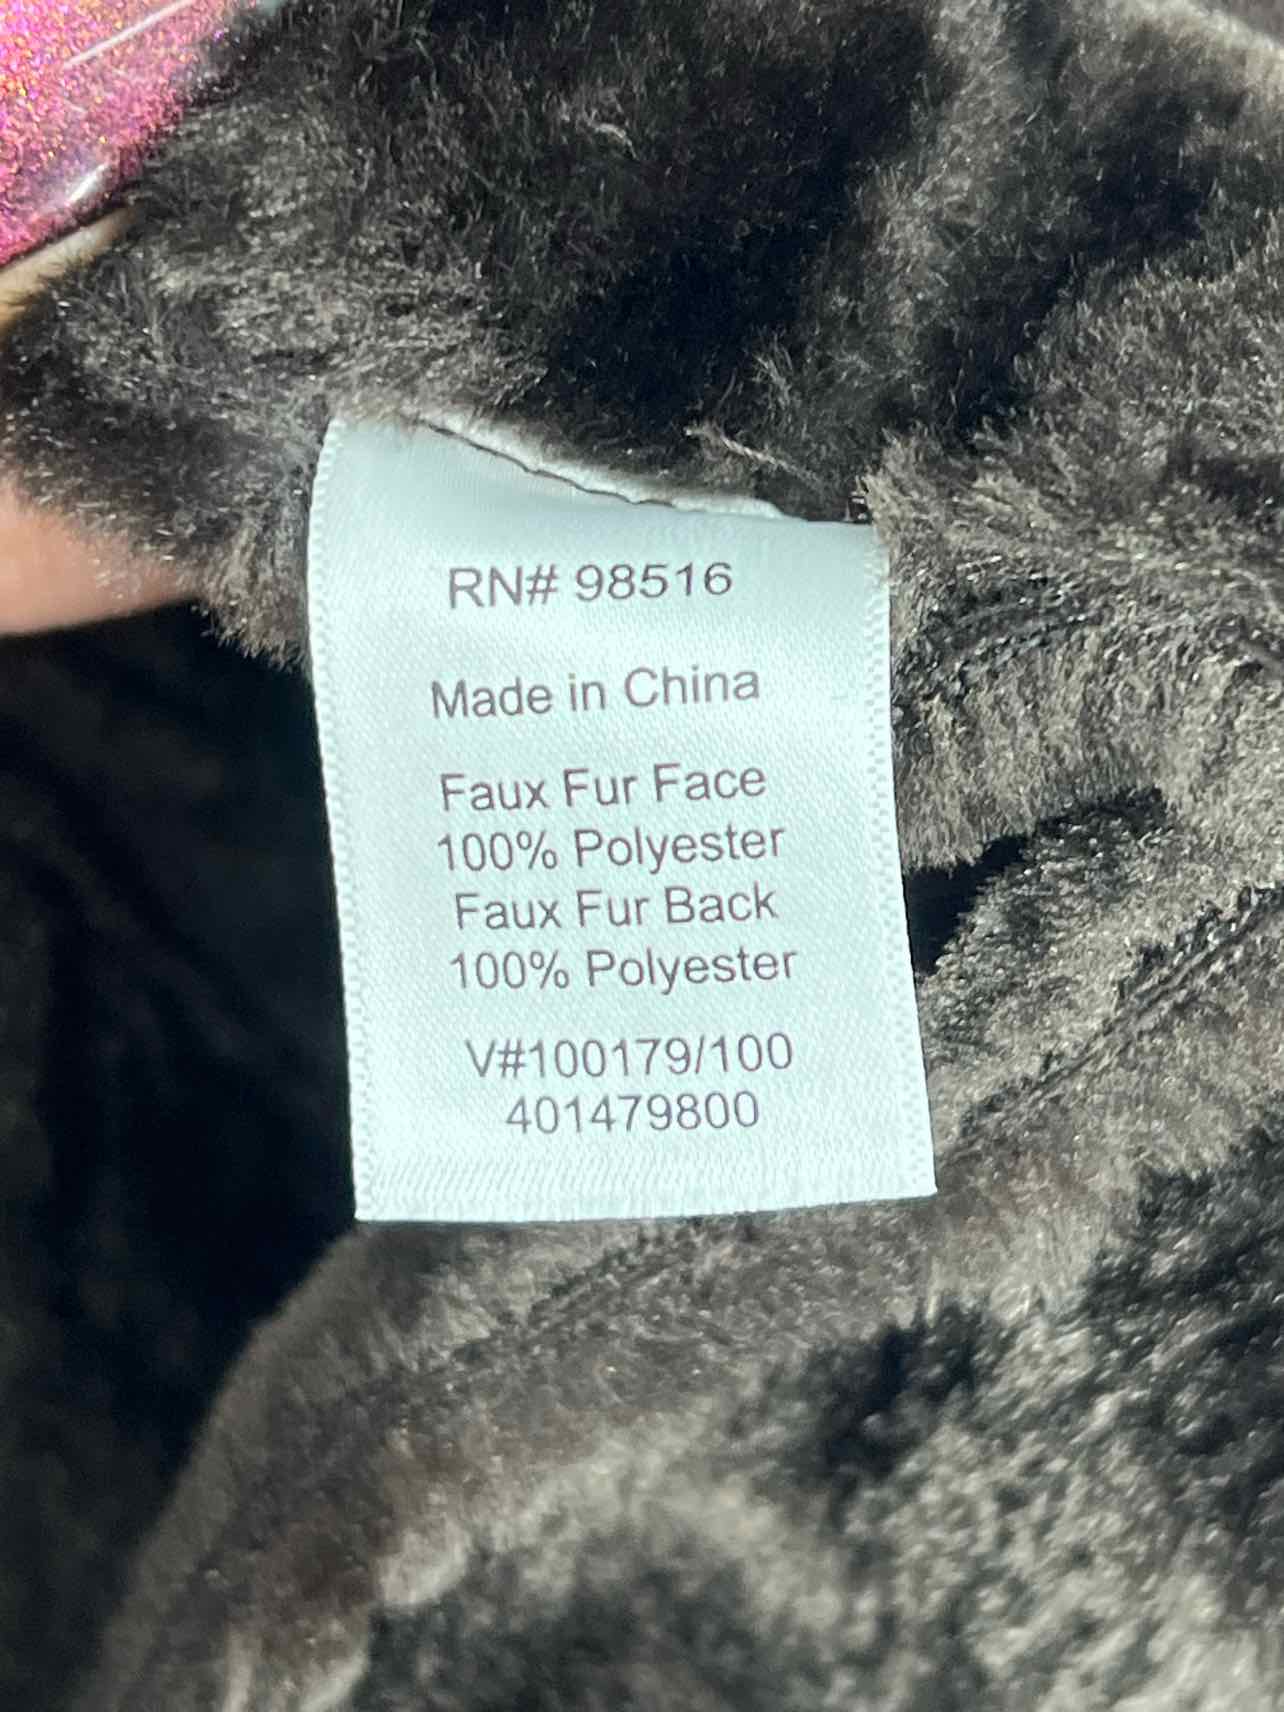 RN# 98516
Made in China
Faux Fur Face
100% Polyester
Faux Fur Back
100% Polyester
V#100179/100
401479800